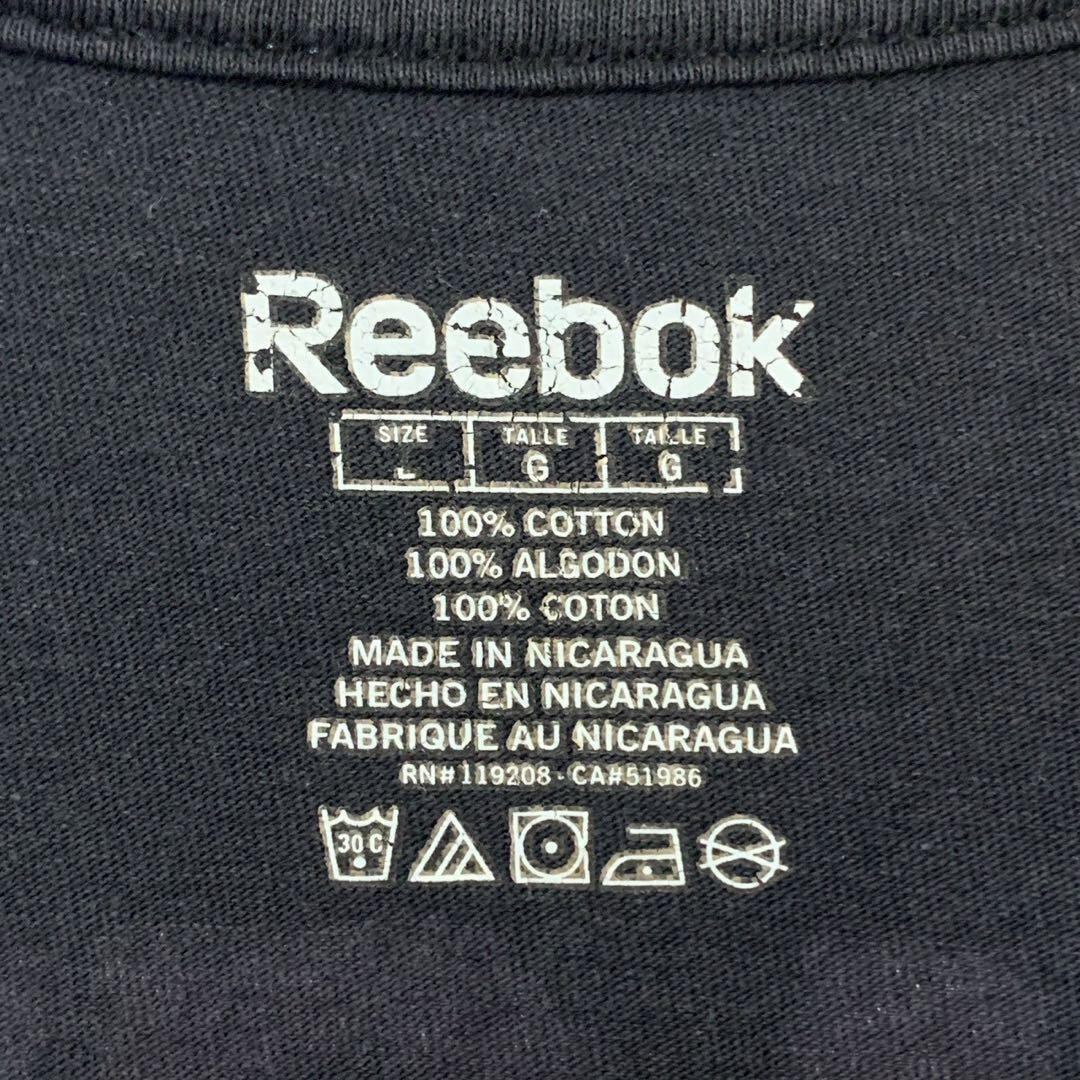 Reebok
SIZE TALLE TAILLE
L G G
100% COTTON
100% ALGODON
100% COTON
MADE IN NICARAGUA
HECHO EN NICARAGUA
FABRIQUE AU NICARAGUA
RN#119208 - CA#51986
30 C